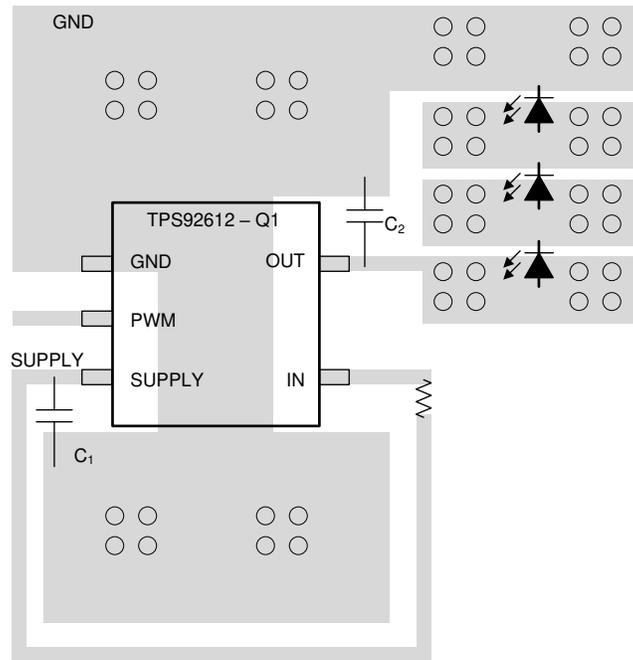 GND
TPS92612 – Q1
C₂
GND
OUT
PWM
SUPPLY
SUPPLY
IN
C₁